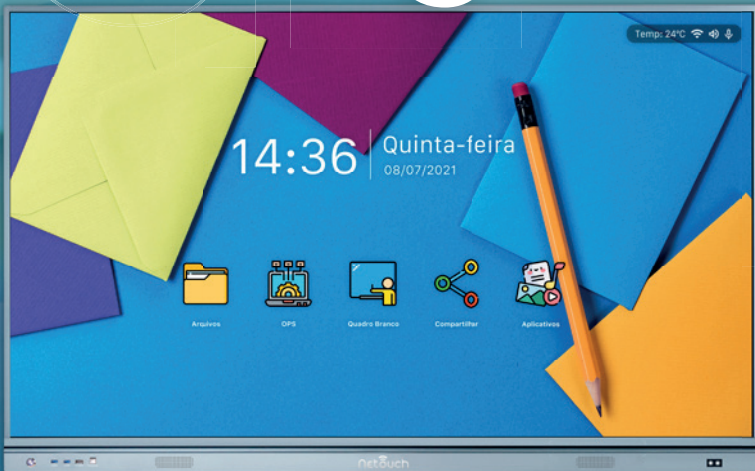 Temp: 24°C
14:36
Quinta-feira
08/07/2021
Arquivos
OPS
Quadro Branco
Compartilhar
Aplicativos
netouch